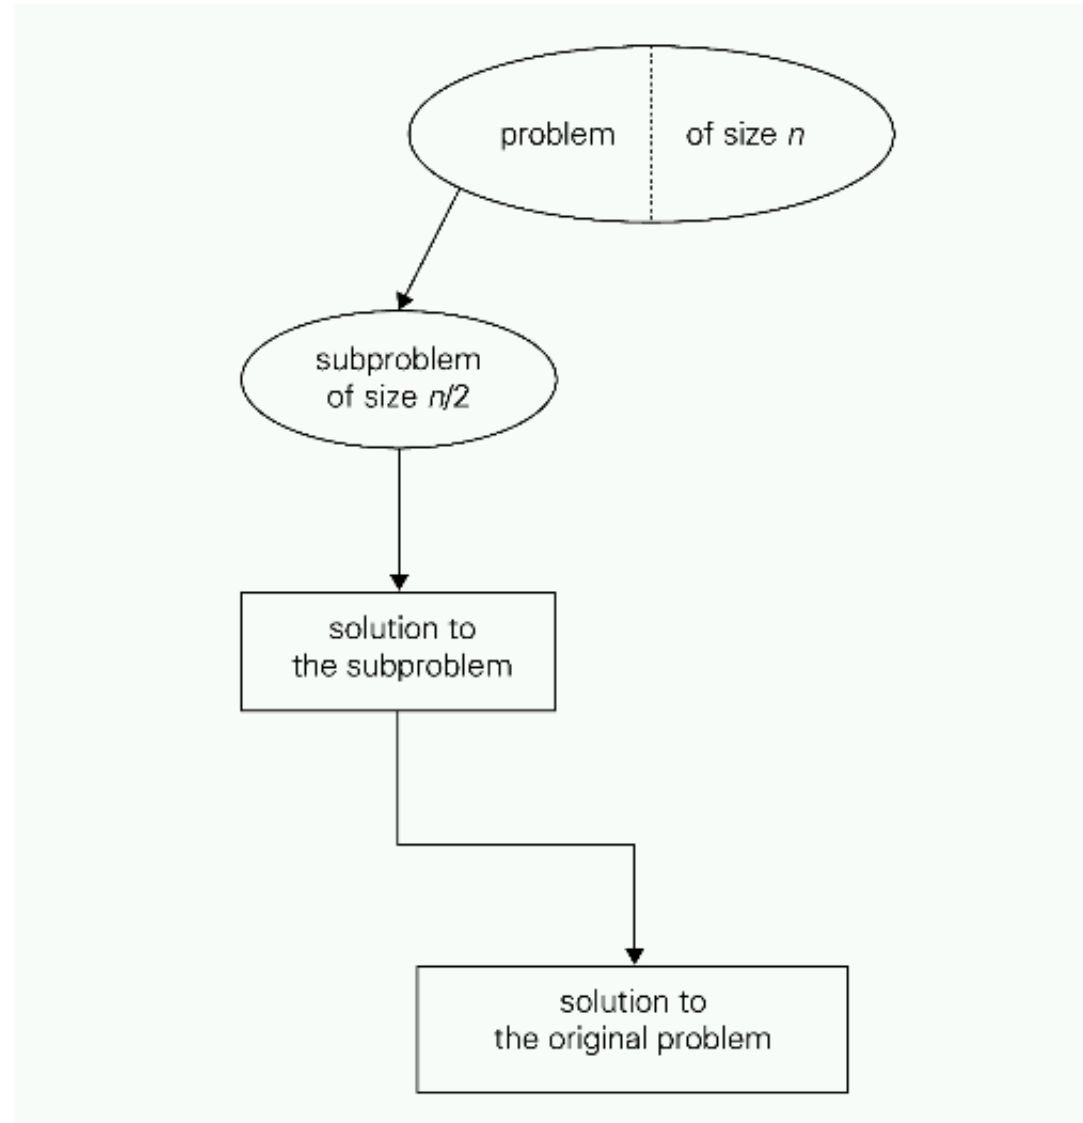 problem of size n
subproblem
of size n/2
solution to
the subproblem
solution to
the original problem